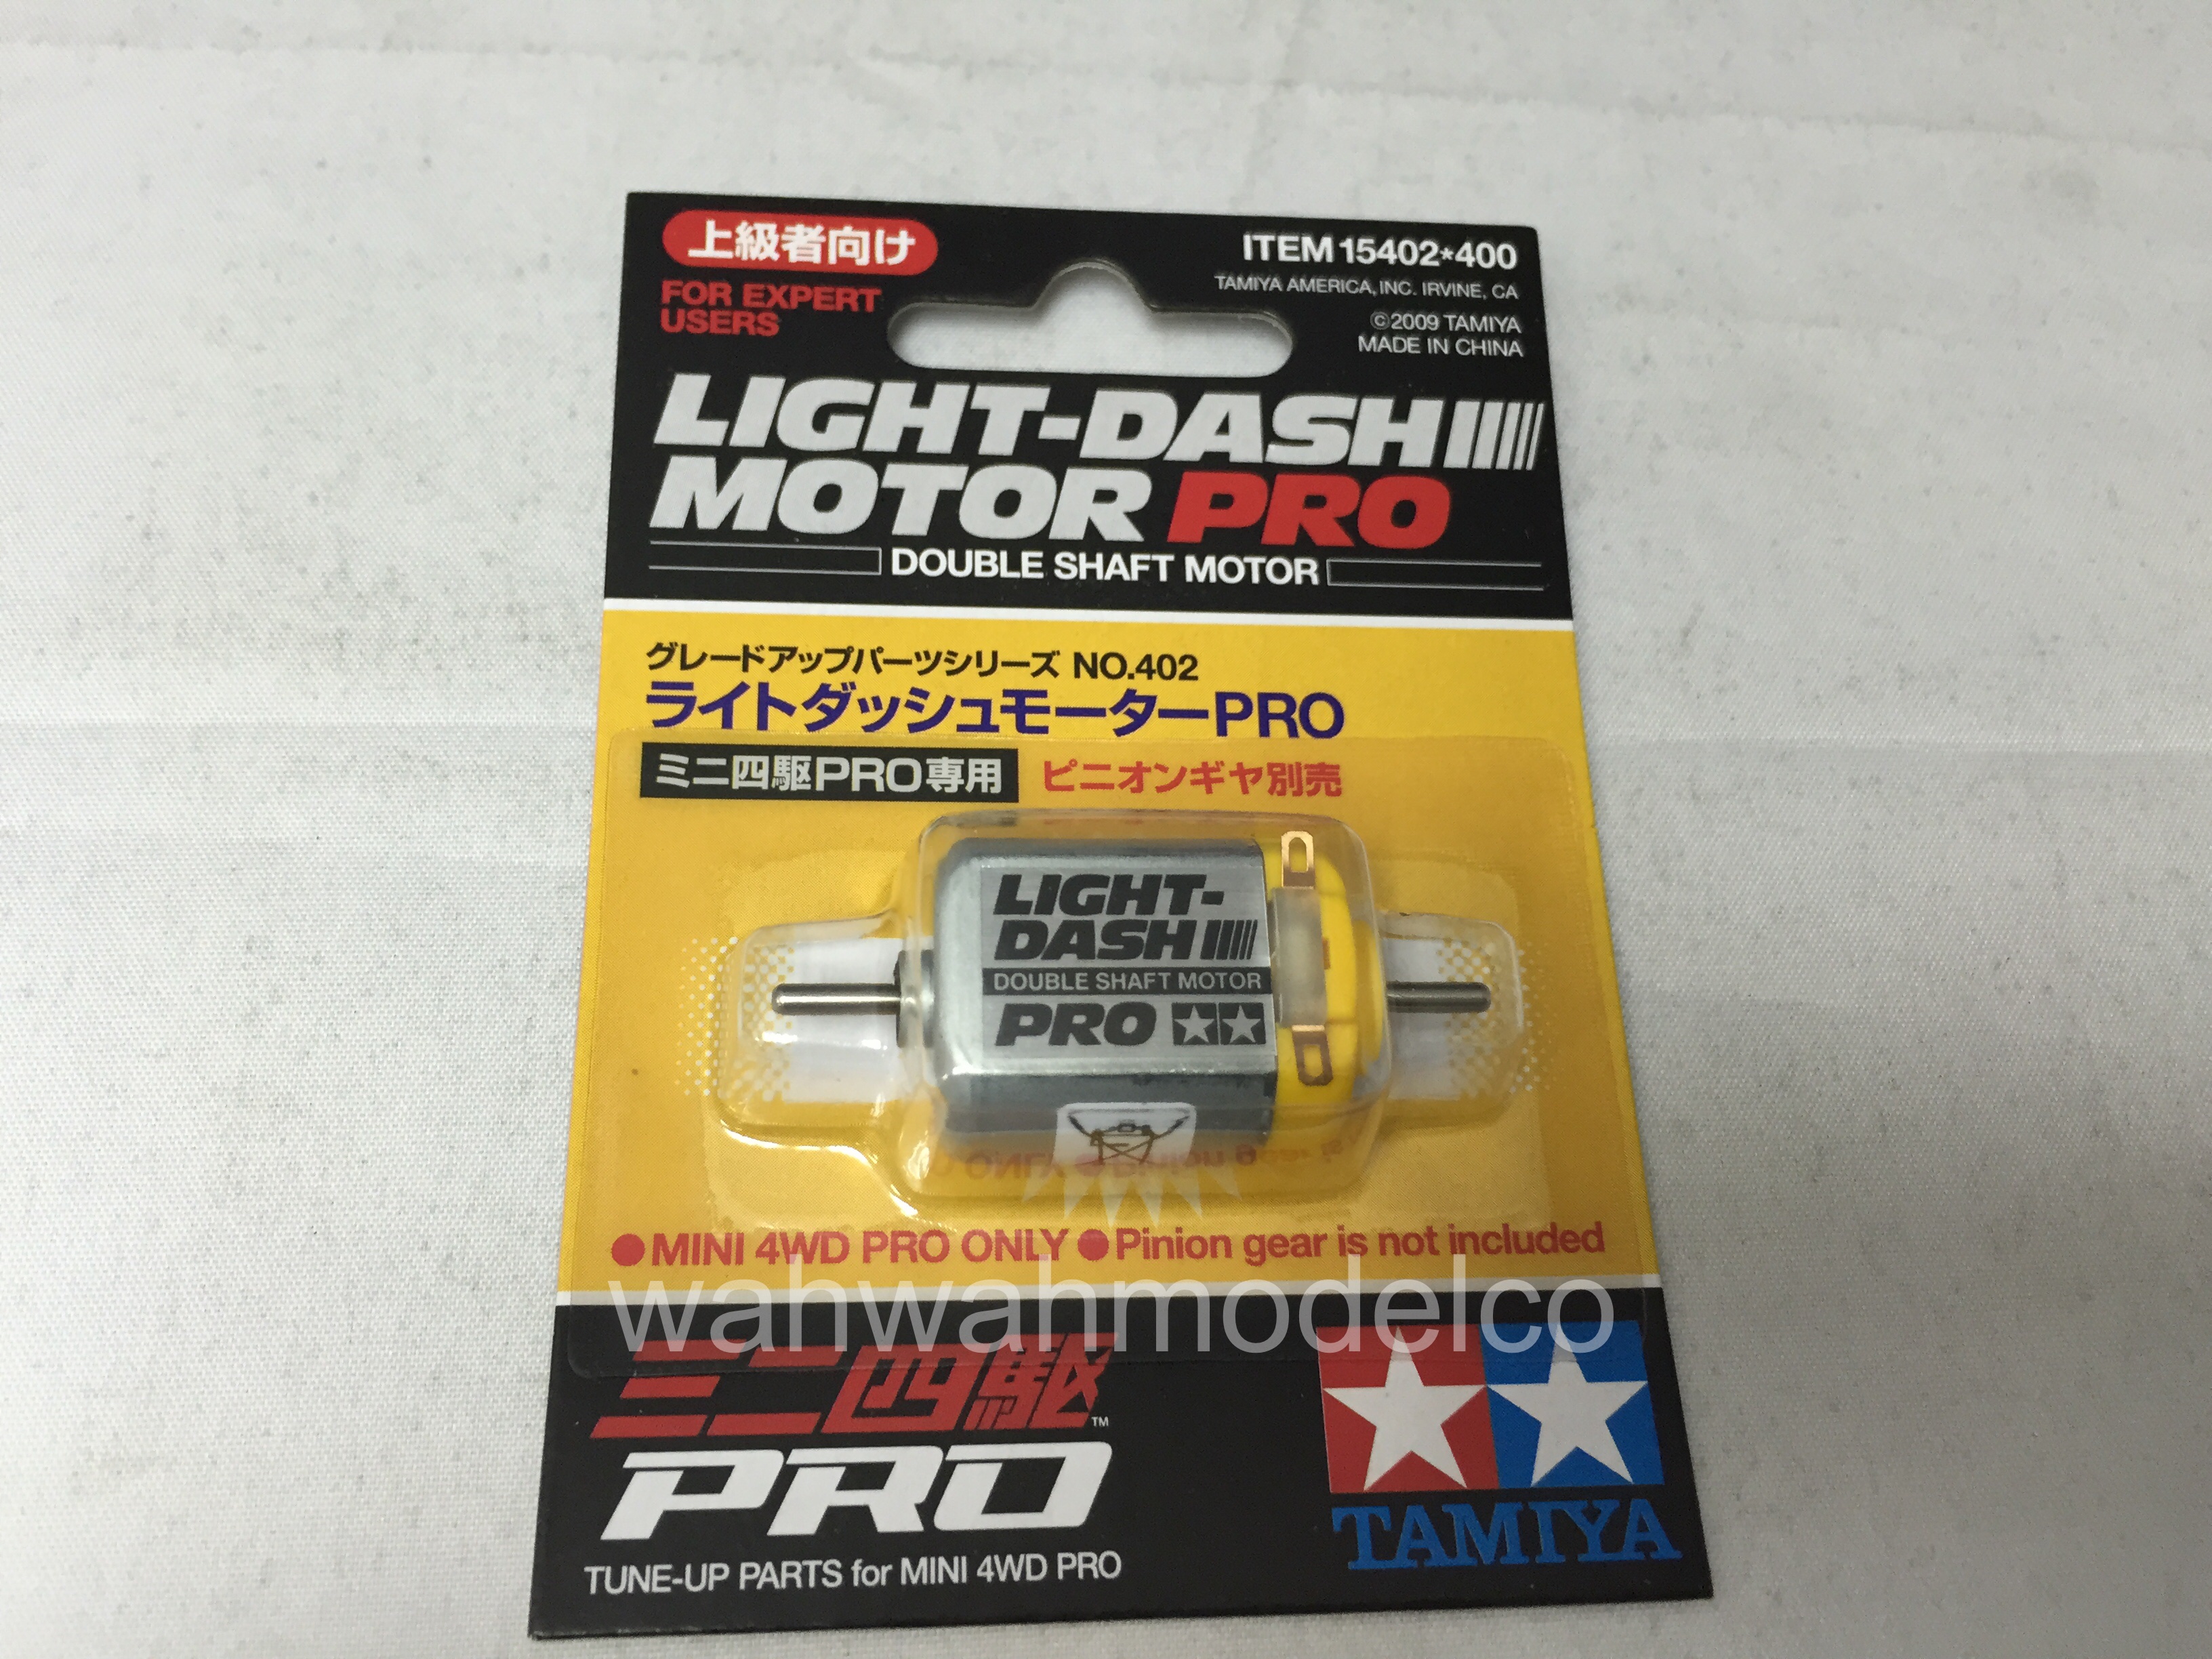 上級者向け
FOR EXPERT
USERS
ITEM 15402*400
TAMIYA AMERICA, INC. IRVINE, CA
©2009 TAMIYA
MADE IN CHINA
LIGHT-DASH
MOTOR PRO
DOUBLE SHAFT MOTOR
グレードアップパーツシリーズ NO.402
ライトダッシュモーターPRO
ミニ四駆PRO専用 ピニオンギヤ別売
LIGHT-
DASH
DOUBLE SHAFT MOTOR
PRO
●MINI 4WD PRO ONLY ●Pinion gear is not included
wahwahmodelco
ミニ四駆™
PRO
TUNE-UP PARTS for MINI 4WD PRO
TAMIYA